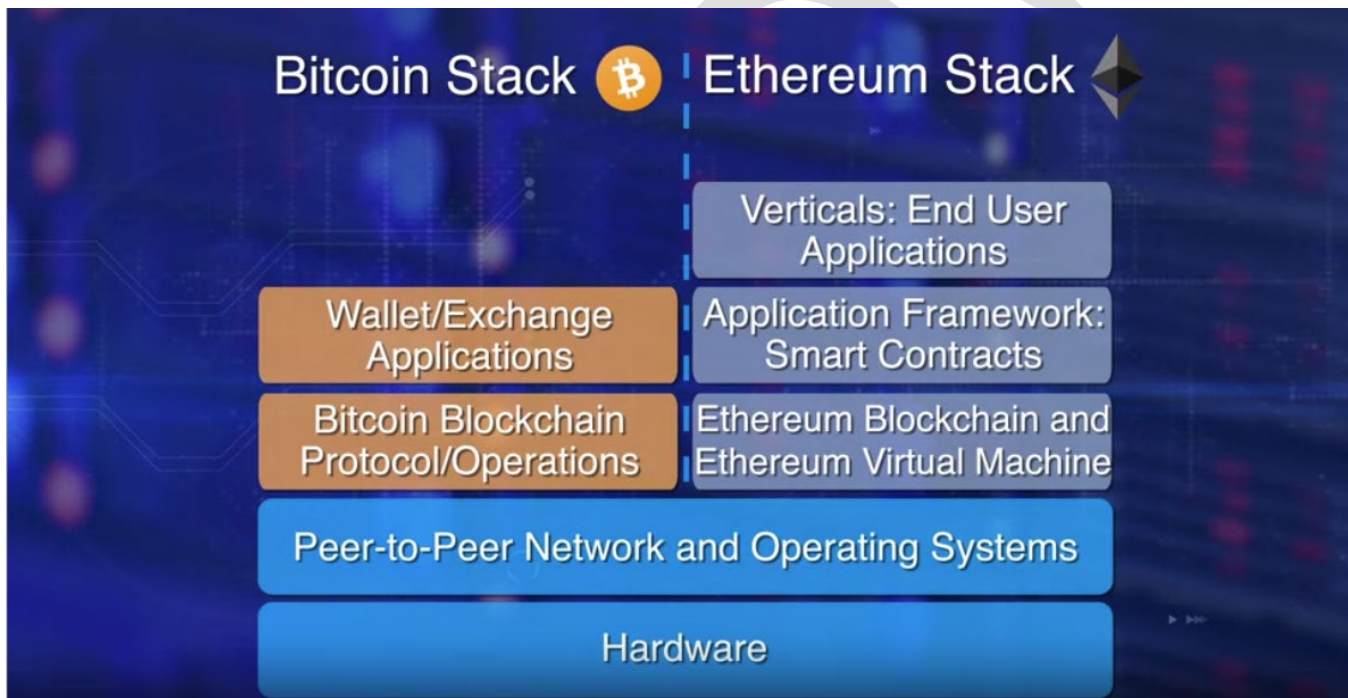 Bitcoin Stack
Ethereum Stack
Verticals: End User
Applications
Wallet/Exchange
Applications
Application Framework:
Smart Contracts
Bitcoin Blockchain
Protocol/Operations
Ethereum Blockchain and
Ethereum Virtual Machine
Peer-to-Peer Network and Operating Systems
Hardware